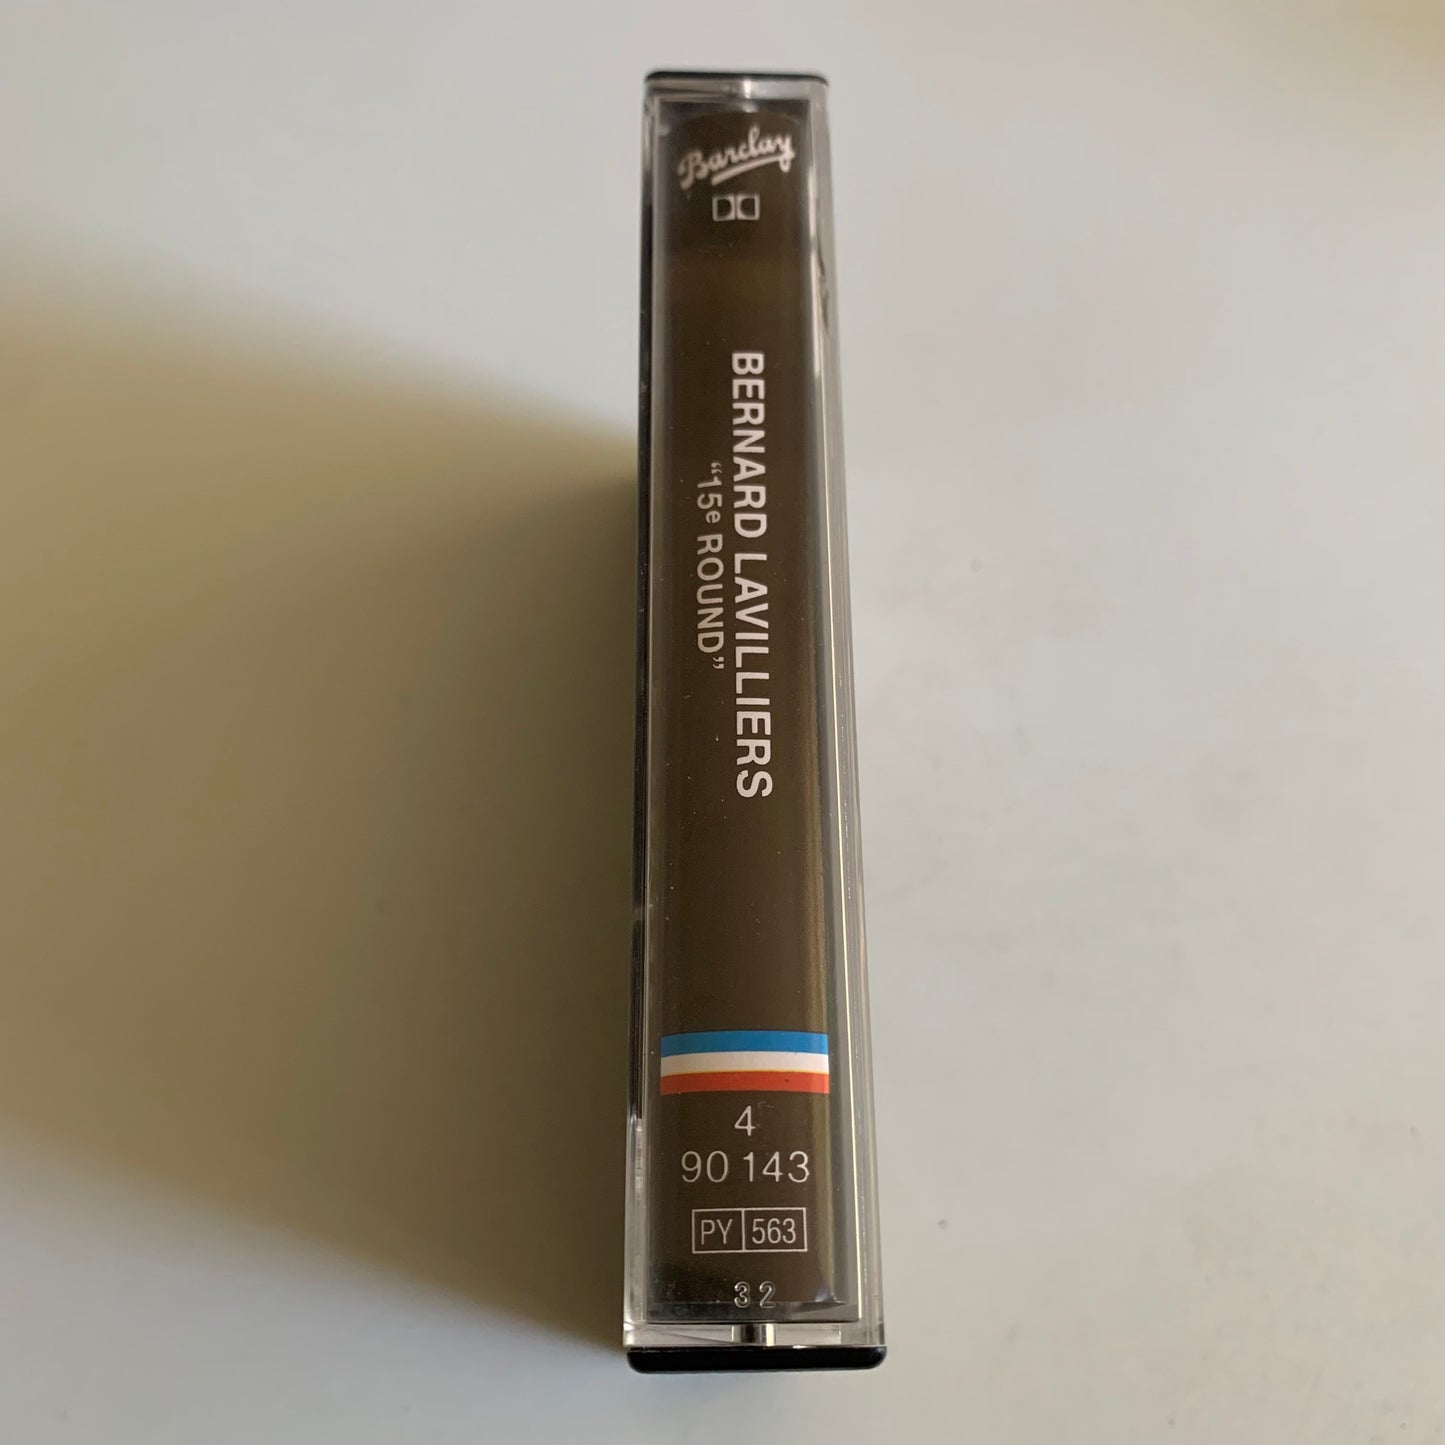 Barclay
BERNARD LAVILLIERS
“15e ROUND”
4
90 143
PY 563
32